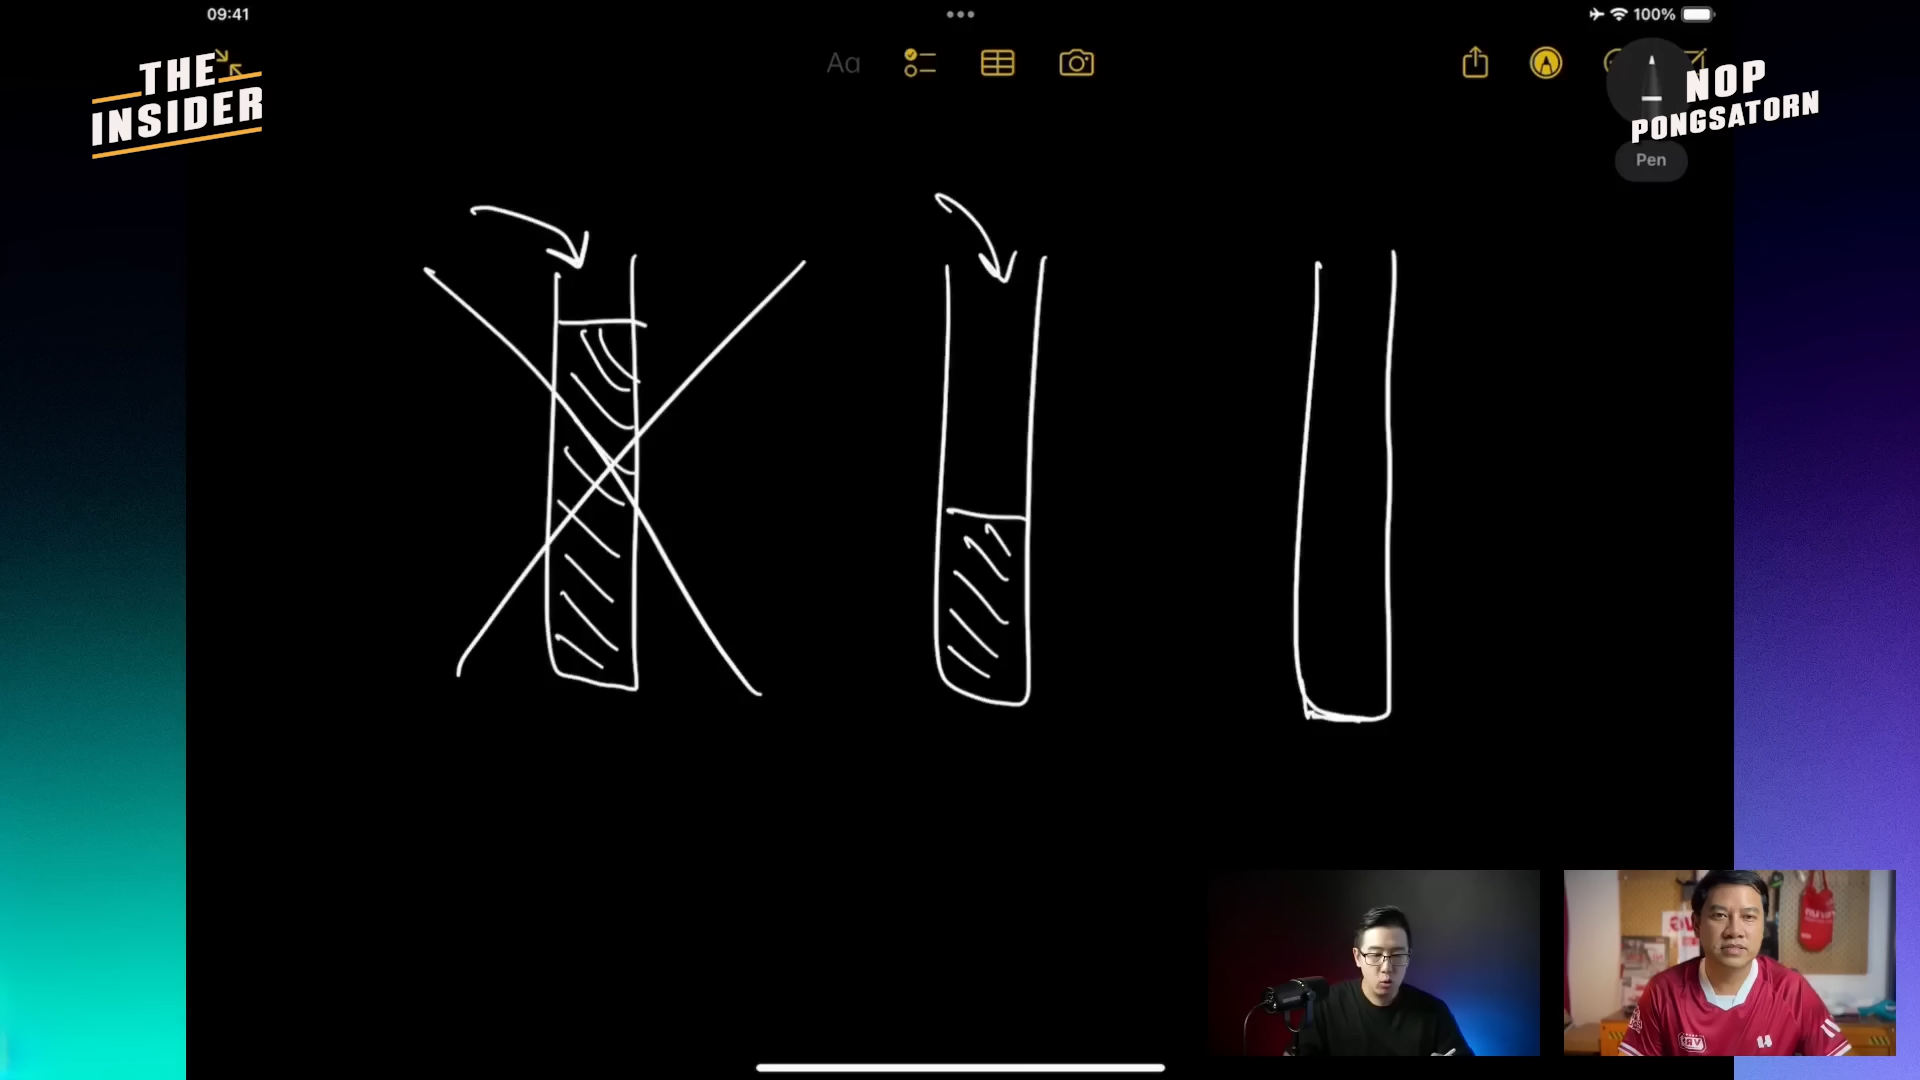 09:41
100%
THE
INSIDER
Aa
NOP
PONGSATORN
Pen